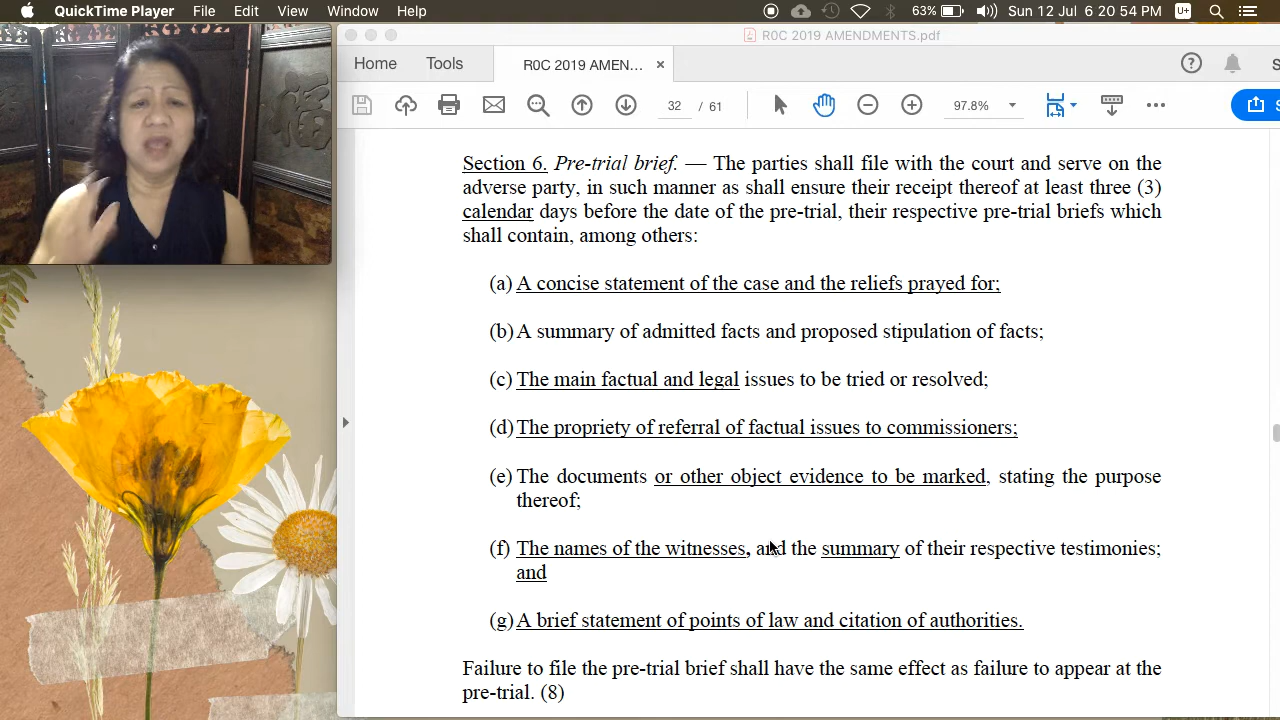 QuickTime Player File Edit View Window Help 63% Sun 12 Jul 6 20 54 PM U+
R0C 2019 AMENDMENTS.pdf
Home Tools R0C 2019 AMEN... × ? S
32 / 61 97.8% S
Section 6. Pre-trial brief. — The parties shall file with the court and serve on the
adverse party, in such manner as shall ensure their receipt thereof at least three (3)
calendar days before the date of the pre-trial, their respective pre-trial briefs which
shall contain, among others:
(a) A concise statement of the case and the reliefs prayed for;
(b) A summary of admitted facts and proposed stipulation of facts;
(c) The main factual and legal issues to be tried or resolved;
(d) The propriety of referral of factual issues to commissioners;
(e) The documents or other object evidence to be marked, stating the purpose
thereof;
(f) The names of the witnesses, and the summary of their respective testimonies;
and
(g) A brief statement of points of law and citation of authorities.
Failure to file the pre-trial brief shall have the same effect as failure to appear at the
pre-trial. (8)
福